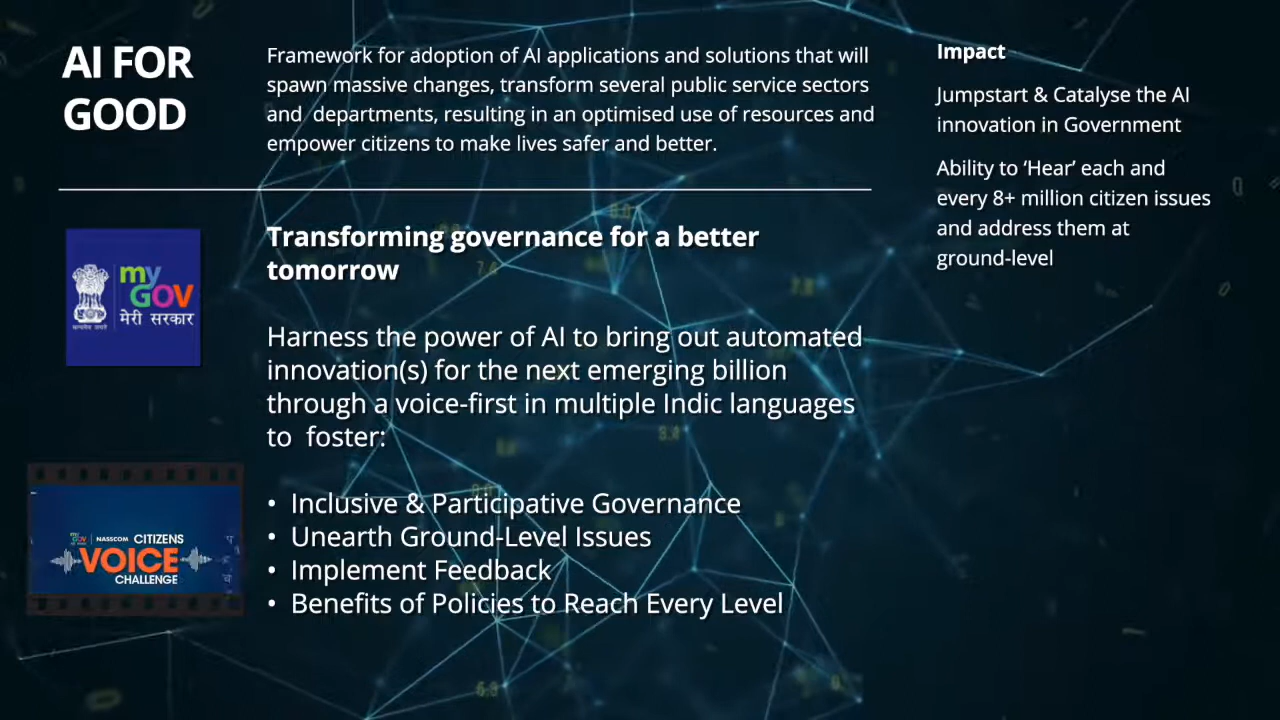 AI FOR
GOOD
Framework for adoption of AI applications and solutions that will
spawn massive changes, transform several public service sectors
and departments, resulting in an optimised use of resources and
empower citizens to make lives safer and better.
Impact
Jumpstart & Catalyse the AI
innovation in Government
Ability to ‘Hear’ each and
every 8+ million citizen issues
and address them at
ground-level
my
GOV
मेरी सरकार
सत्यमेव जयते
Transforming governance for a better
tomorrow
Harness the power of AI to bring out automated
innovation(s) for the next emerging billion
through a voice-first in multiple Indic languages
to foster:
• Inclusive & Participative Governance
• Unearth Ground-Level Issues
• Implement Feedback
• Benefits of Policies to Reach Every Level
my
GOV
NASSCOM CITIZENS
VOICE
CHALLENGE